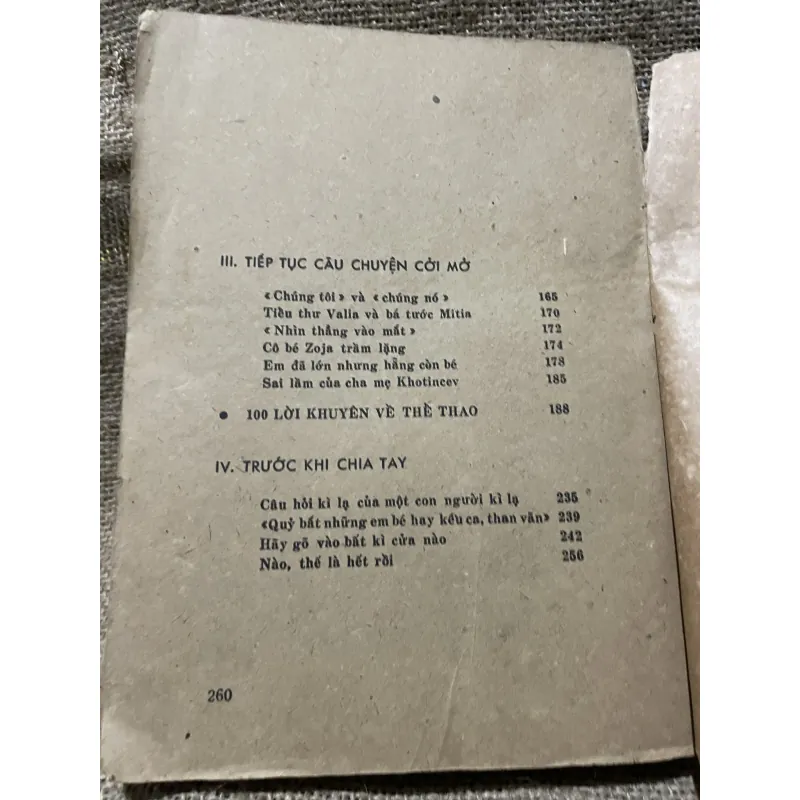 III. TIẾP TỤC CÂU CHUYỆN CỞI MỞ
«Chúng tôi» và «chúng nó» 165
Tiểu thư Valia và bá tước Mitia 170
«Nhìn thẳng vào mắt» 172
Cô bé Zoja trầm lặng 174
Em đã lớn nhưng hẵng còn bé 178
Sai lầm của cha mẹ Khotincev 185
• 100 LỜI KHUYÊN VỀ THỂ THAO 188
IV. TRƯỚC KHI CHIA TAY
Câu hỏi kì lạ của một con người kì lạ 235
«Quỷ bắt những em bé hay kêu ca, than vãn» 239
Hãy gõ vào bất kì cửa nào 242
Nào, thế là hết rồi 256
260